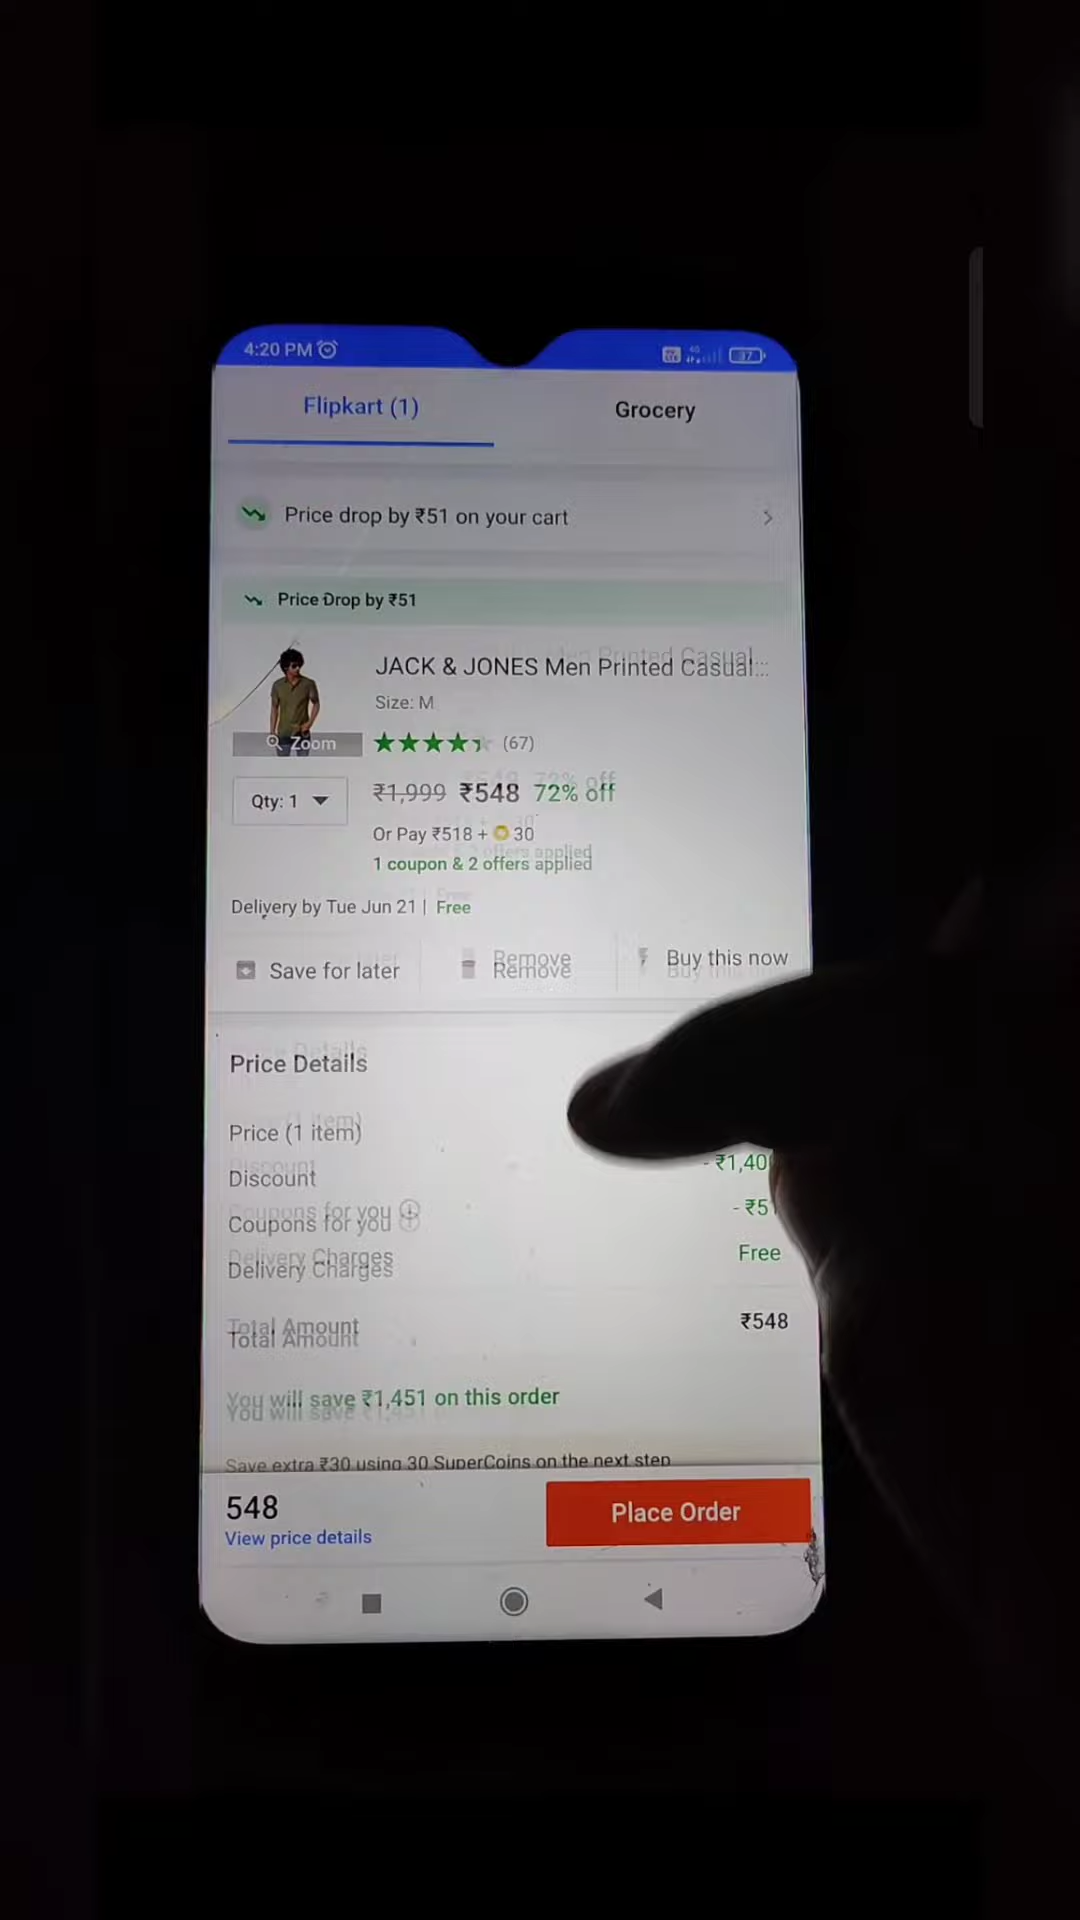 4:20 PM
37
Flipkart (1)
Grocery
Price drop by ₹51 on your cart
Price Drop by ₹51
JACK & JONES Men Printed Casual...
Size: M
Zoom
(67)
Qty: 1
₹1,999 ₹548 72% off
Or Pay ₹518 + 30
1 coupon & 2 offers applied
Delivery by Tue Jun 21 | Free
Save for later
Remove
Buy this now
Price Details
Price (1 item)
Discount
- ₹1,40
Coupons for you
- ₹5
Delivery Charges
Free
Total Amount
₹548
You will save ₹1,451 on this order
Save extra ₹30 using 30 SuperCoins on the next step
548
View price details
Place Order